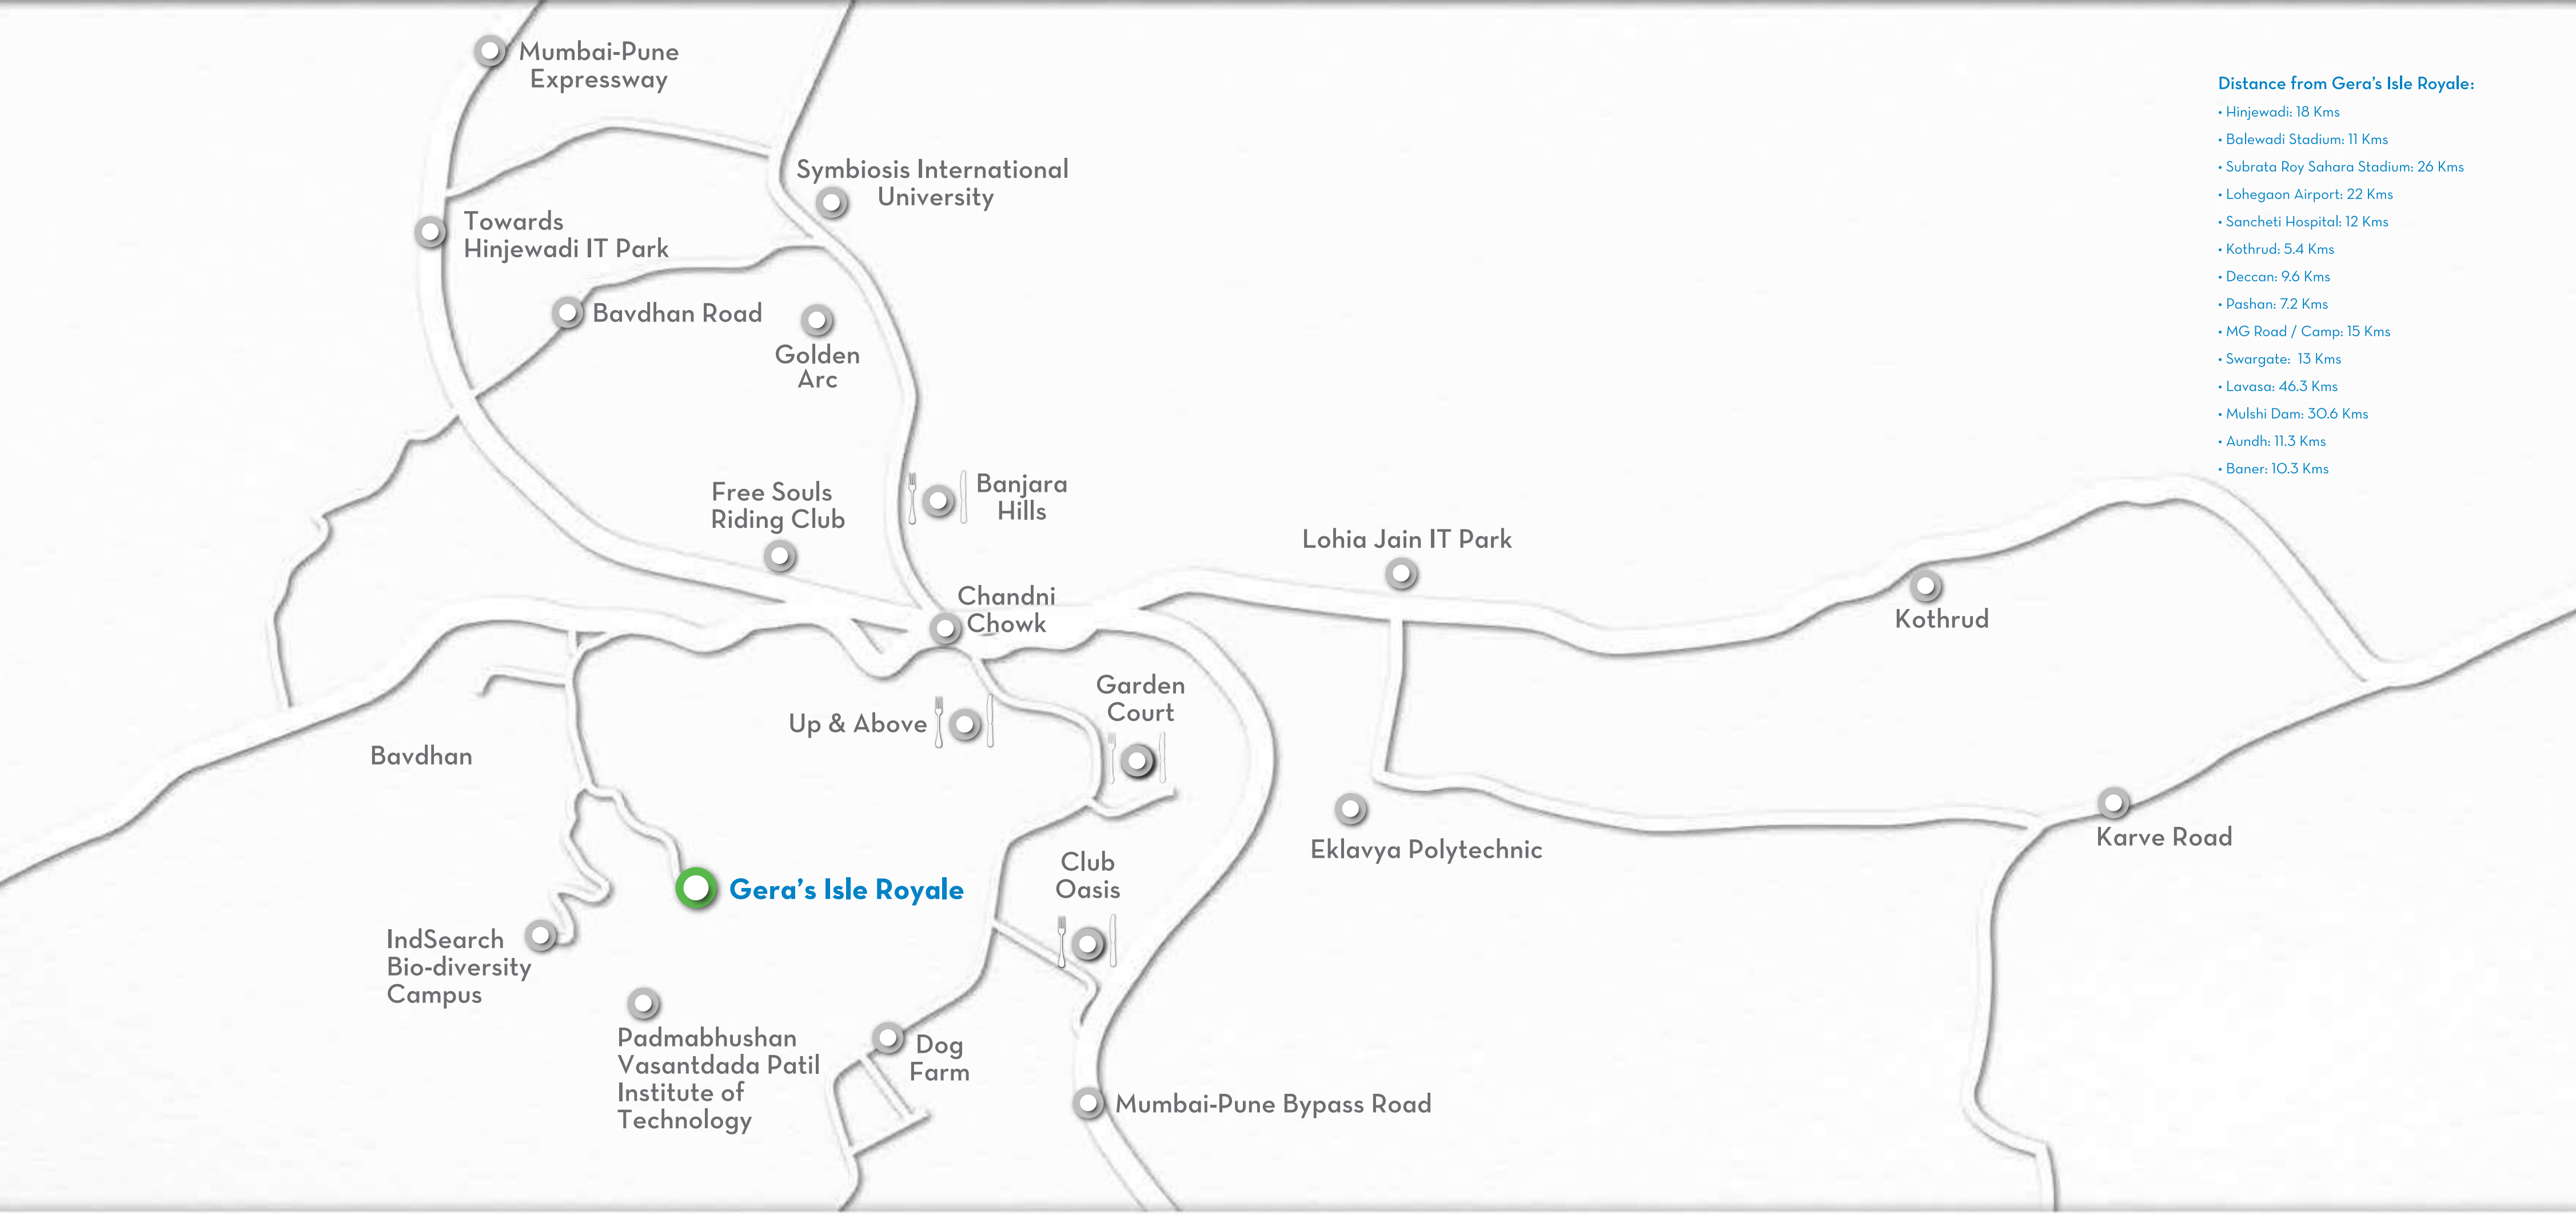 Mumbai-Pune
Expressway
Distance from Gera's Isle Royale:
• Hinjewadi: 18 Kms
• Balewadi Stadium: 11 Kms
• Subrata Roy Sahara Stadium: 26 Kms
• Lohegaon Airport: 22 Kms
• Sancheti Hospital: 12 Kms
• Kothrud: 5.4 Kms
• Deccan: 9.6 Kms
• Pashan: 7.2 Kms
• MG Road / Camp: 15 Kms
• Swargate:  13 Kms
• Lavasa: 46.3 Kms
• Mulshi Dam: 30.6 Kms
• Aundh: 11.3 Kms
• Baner: 10.3 Kms
Symbiosis International
University
Towards
Hinjewadi IT Park
Bavdhan Road
Golden
Arc
Free Souls
Riding Club
Banjara
Hills
Lohia Jain IT Park
Chandni
Chowk
Kothrud
Garden
Court
Up & Above
Bavdhan
Eklavya Polytechnic
Karve Road
Club
Oasis
Gera's Isle Royale
IndSearch
Bio-diversity
Campus
Padmabhushan
Vasantdada Patil
Institute of
Technology
Dog
Farm
Mumbai-Pune Bypass Road